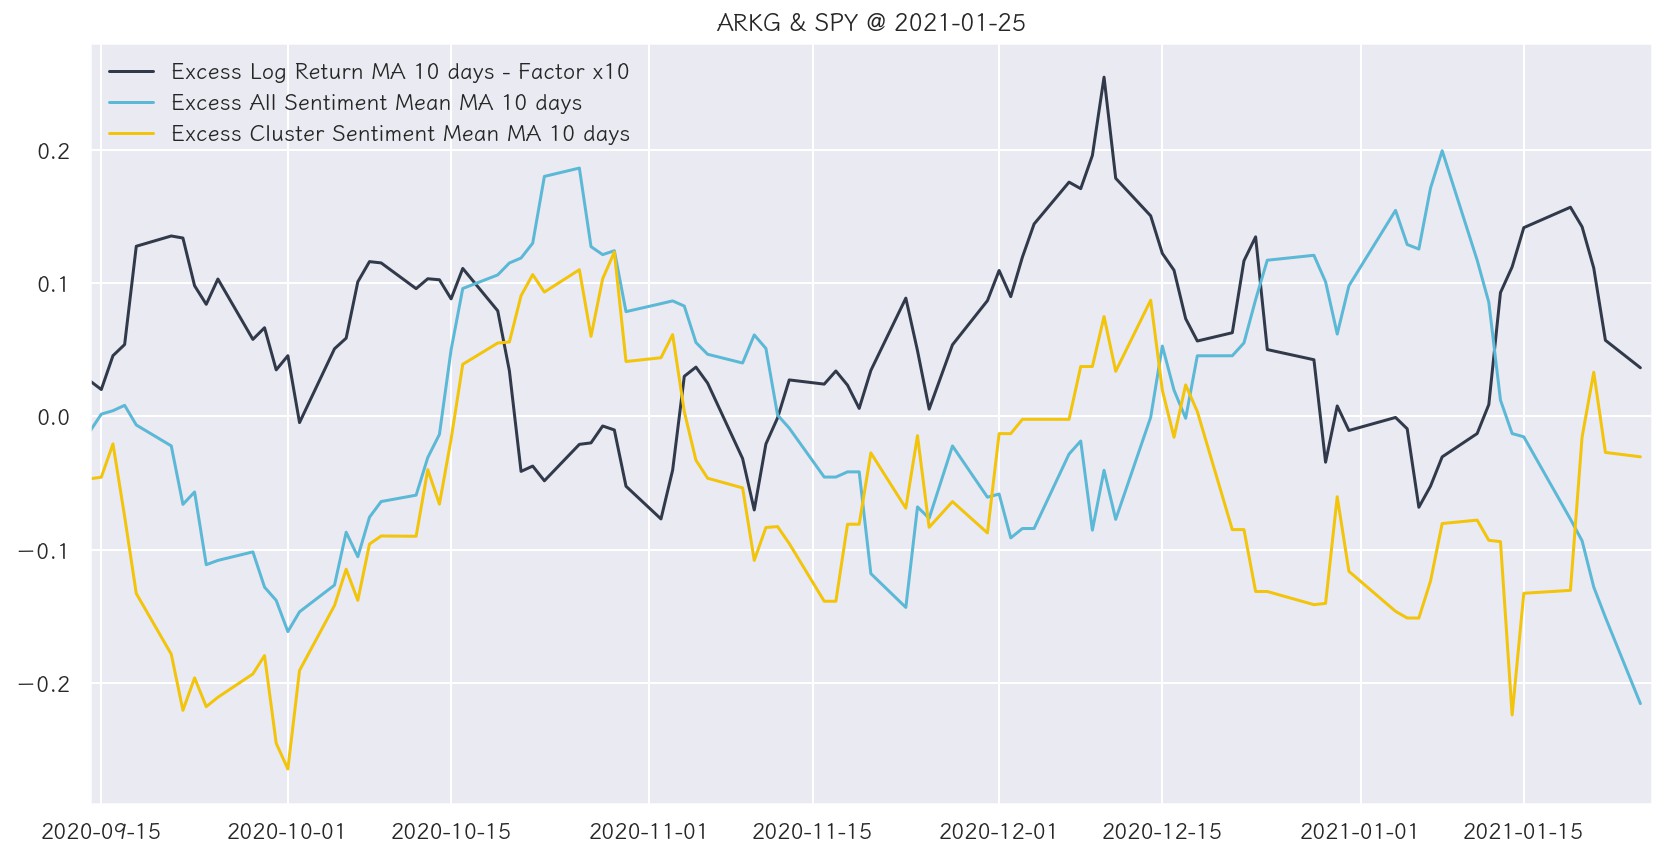 ARKG & SPY @ 2021-01-25
Excess Log Return MA 10 days - Factor x10
Excess All Sentiment Mean MA 10 days
Excess Cluster Sentiment Mean MA 10 days
0.2
0.1
0.0
−0.1
−0.2
2020-09-15 2020-10-01 2020-10-15 2020-11-01 2020-11-15 2020-12-01 2020-12-15 2021-01-01 2021-01-15